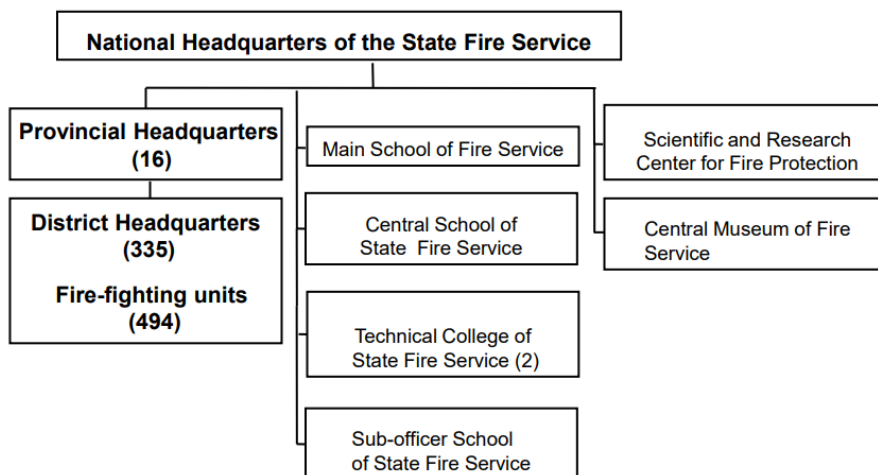 National Headquarters of the State Fire Service
Provincial Headquarters
(16)
District Headquarters
(335)
Fire-fighting units
(494)
Main School of Fire Service
Central School of
State Fire Service
Technical College of
State Fire Service (2)
Sub-officer School
of State Fire Service
Scientific and Research
Center for Fire Protection
Central Museum of Fire
Service